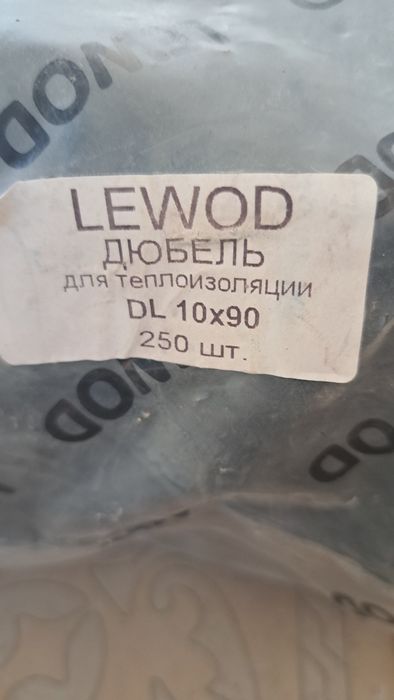 LEWOD
ДЮБЕЛЬ
для теплоизоляции
DL 10x90
250 шт.